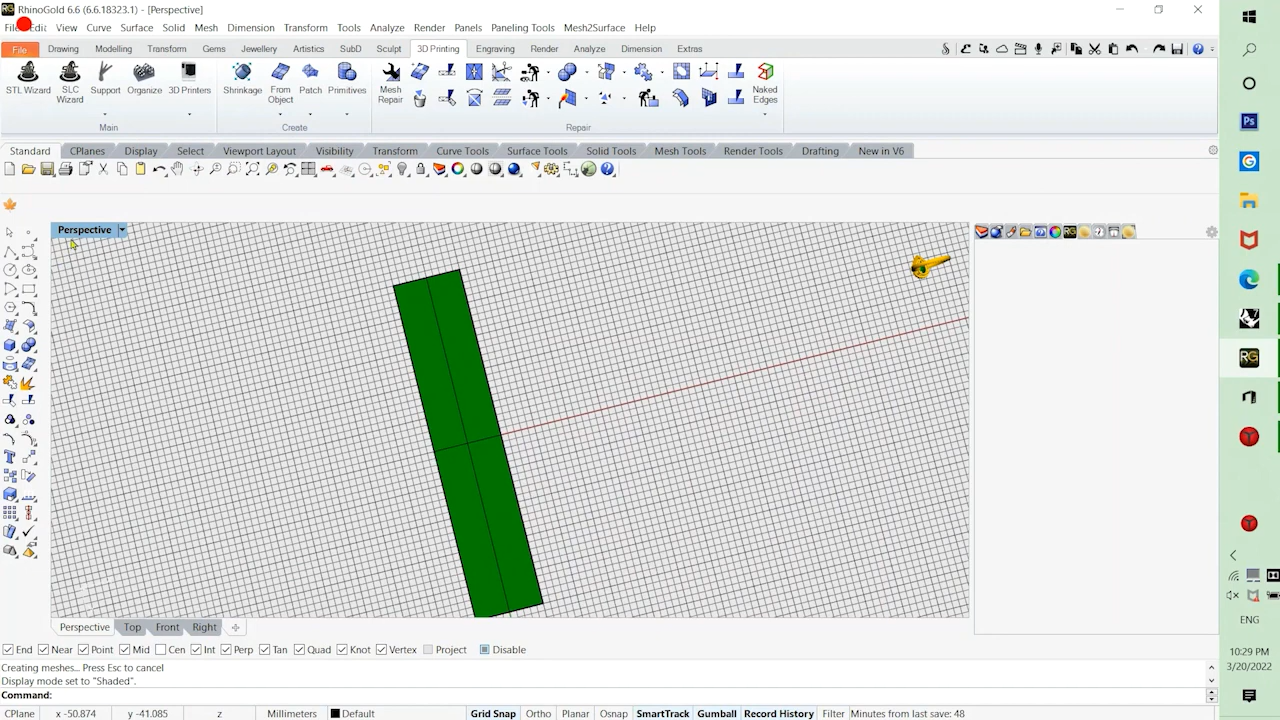 RG RhinoGold 6.6 (6.6.18323.1) - [Perspective]
File Edit View Curve Surface Solid Mesh Dimension Transform Tools Analyze Render Panels Paneling Tools Mesh2Surface Help
File Drawing Modelling Transform Gems Jewellery Artistics SubD Sculpt 3D Printing Engraving Render Analyze Dimension Extras
STL Wizard SLC Wizard Support Organize 3D Printers Shrinkage From Object Patch Primitives Mesh Repair Naked Edges
Main Create Repair
Standard CPlanes Display Select Viewport Layout Visibility Transform Curve Tools Surface Tools Solid Tools Mesh Tools Render Tools Drafting New in V6
Perspective
Ps
G
RG
RG
Perspective Top Front Right
End Near Point Mid Cen Int Perp Tan Quad Knot Vertex Project Disable
Creating meshes... Press Esc to cancel
Display mode set to "Shaded".
Command:
CPlane x -50.874 y -41.085 z Millimeters Default Grid Snap Ortho Planar Osnap SmartTrack Gumball Record History Filter Minutes from last save: 48
ENG
10:29 PM
3/20/2022